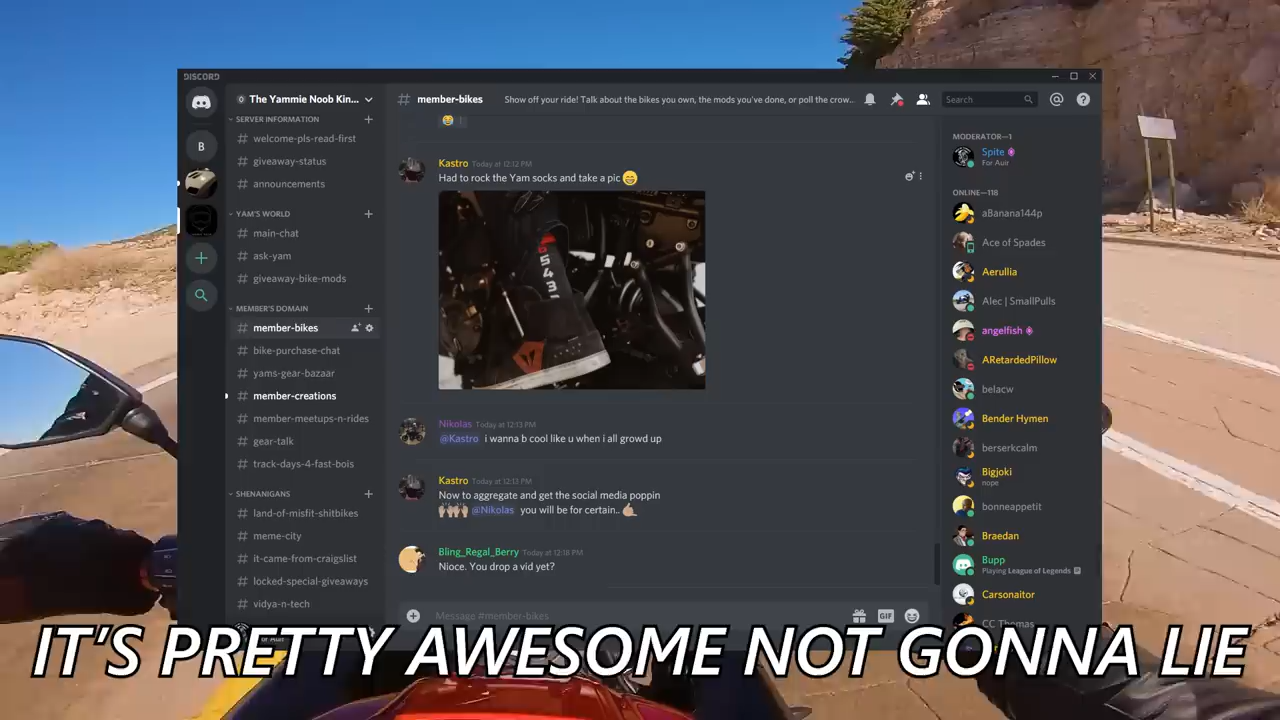 DISCORD
The Yammie Noob Kin...
SERVER INFORMATION
# welcome-pls-read-first
# giveaway-status
# announcements
YAM'S WORLD
# main-chat
# ask-yam
# giveaway-bike-mods
MEMBER'S DOMAIN
# member-bikes
# bike-purchase-chat
# yams-gear-bazaar
# member-creations
# member-meetups-n-rides
# gear-talk
# track-days-4-fast-bois
SHENANIGANS
# land-of-misfit-shitbikes
# meme-city
# it-came-from-craigslist
# locked-special-giveaways
# vidya-n-tech
For Auir
B
# member-bikes
Show off your ride! Talk about the bikes you own, the mods you've done, or poll the crow...
Search
Kastro Today at 12:12 PM
Had to rock the Yam socks and take a pic 😄
6543
Nikolas Today at 12:13 PM
@Kastro i wanna b cool like u when i all growd up
Kastro Today at 12:17 PM
Now to aggregate and get the social media poppin
@Nikolas you will be for certain..
Bling_Regal_Berry Today at 12:18 PM
Nioce. You drop a vid yet?
Message #member-bikes
GIF
MODERATOR—1
Spite
For Auir
ONLINE—118
aBanana144p
Ace of Spades
Aerullia
Alec | SmallPulls
angelfish
ARetardedPillow
belacw
Bender Hymen
berserkcalm
Bigjoki
nope
bonneappetit
Braedan
Bupp
Playing League of Legends
Carsonaitor
CC Thomas
IT'S PRETTY AWESOME NOT GONNA LIE